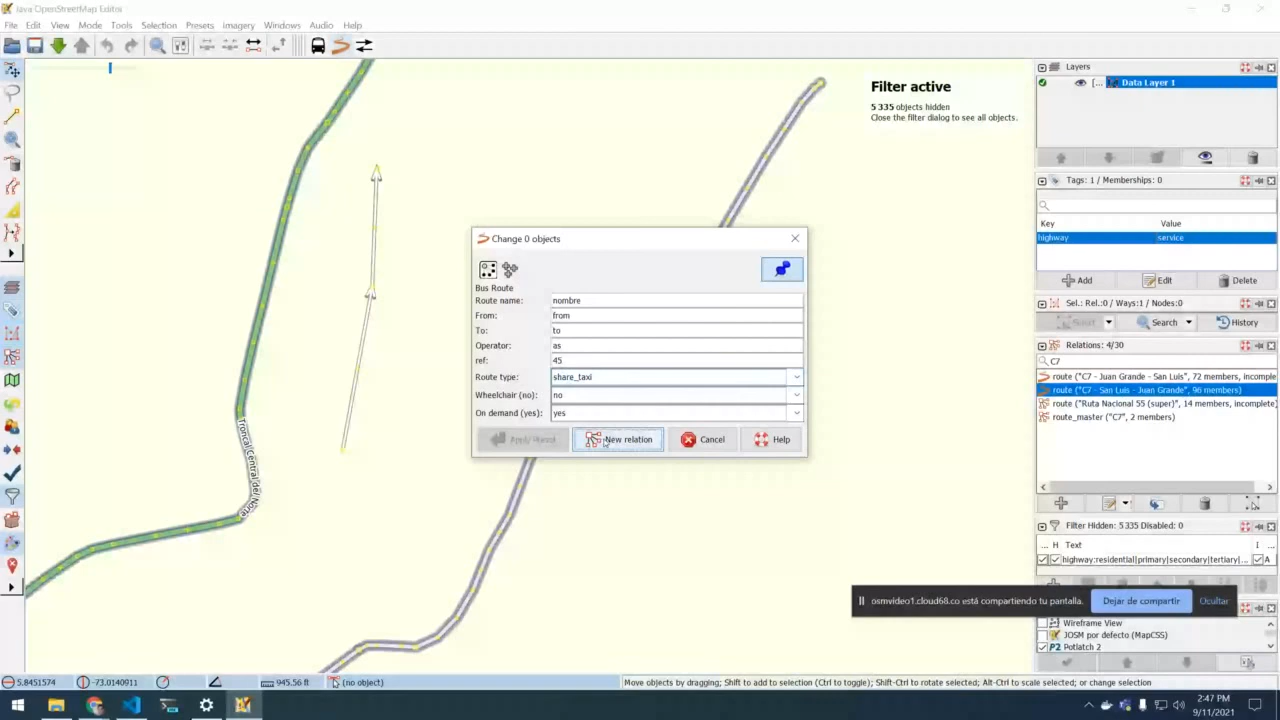 Java OpenStreetMap Editor
File Edit View Mode Tools Selection Presets Imagery Windows Audio Help
Filter active
5 335 objects hidden
Close the filter dialog to see all objects.
Troncal Central del Norte
Change 0 objects
Bus Route
Route name: nombre
From: from
To: to
Operator: as
ref: 45
Route type: share_taxi
Wheelchair (no): no
On demand (yes): yes
New relation Cancel Help
Layers
Data Layer 1
Tags: 1 / Memberships: 0
Key Value
highway service
Add Edit Delete
Sel.: Rel.:0 / Ways:1 / Nodes:0
Select Search History
Relations: 4/30
C7
route ("C7 - Juan Grande - San Luis", 72 members, incomple
route ("C7 - San Luis - Juan Grande", 96 members)
route ("Ruta Nacional 55 (super)", 14 members, incomplete)
route_master ("C7", 2 members)
Filter Hidden: 5 335 Disabled: 0
... H Text I ...
highway:residential|primary|secondary|tertiary|... A
osmvideo1.cloud68.co está compartiendo tu pantalla. Dejar de compartir Ocultar
Wireframe View
JOSM por defecto (MapCSS)
P2 Potlatch 2
5.8451574 -73.0140911 945.56 ft (no object) Move objects by dragging; Shift to add to selection (Ctrl to toggle); Shift-Ctrl to rotate selected; Alt-Ctrl to scale selected; or change selection
2:47 PM
9/11/2021